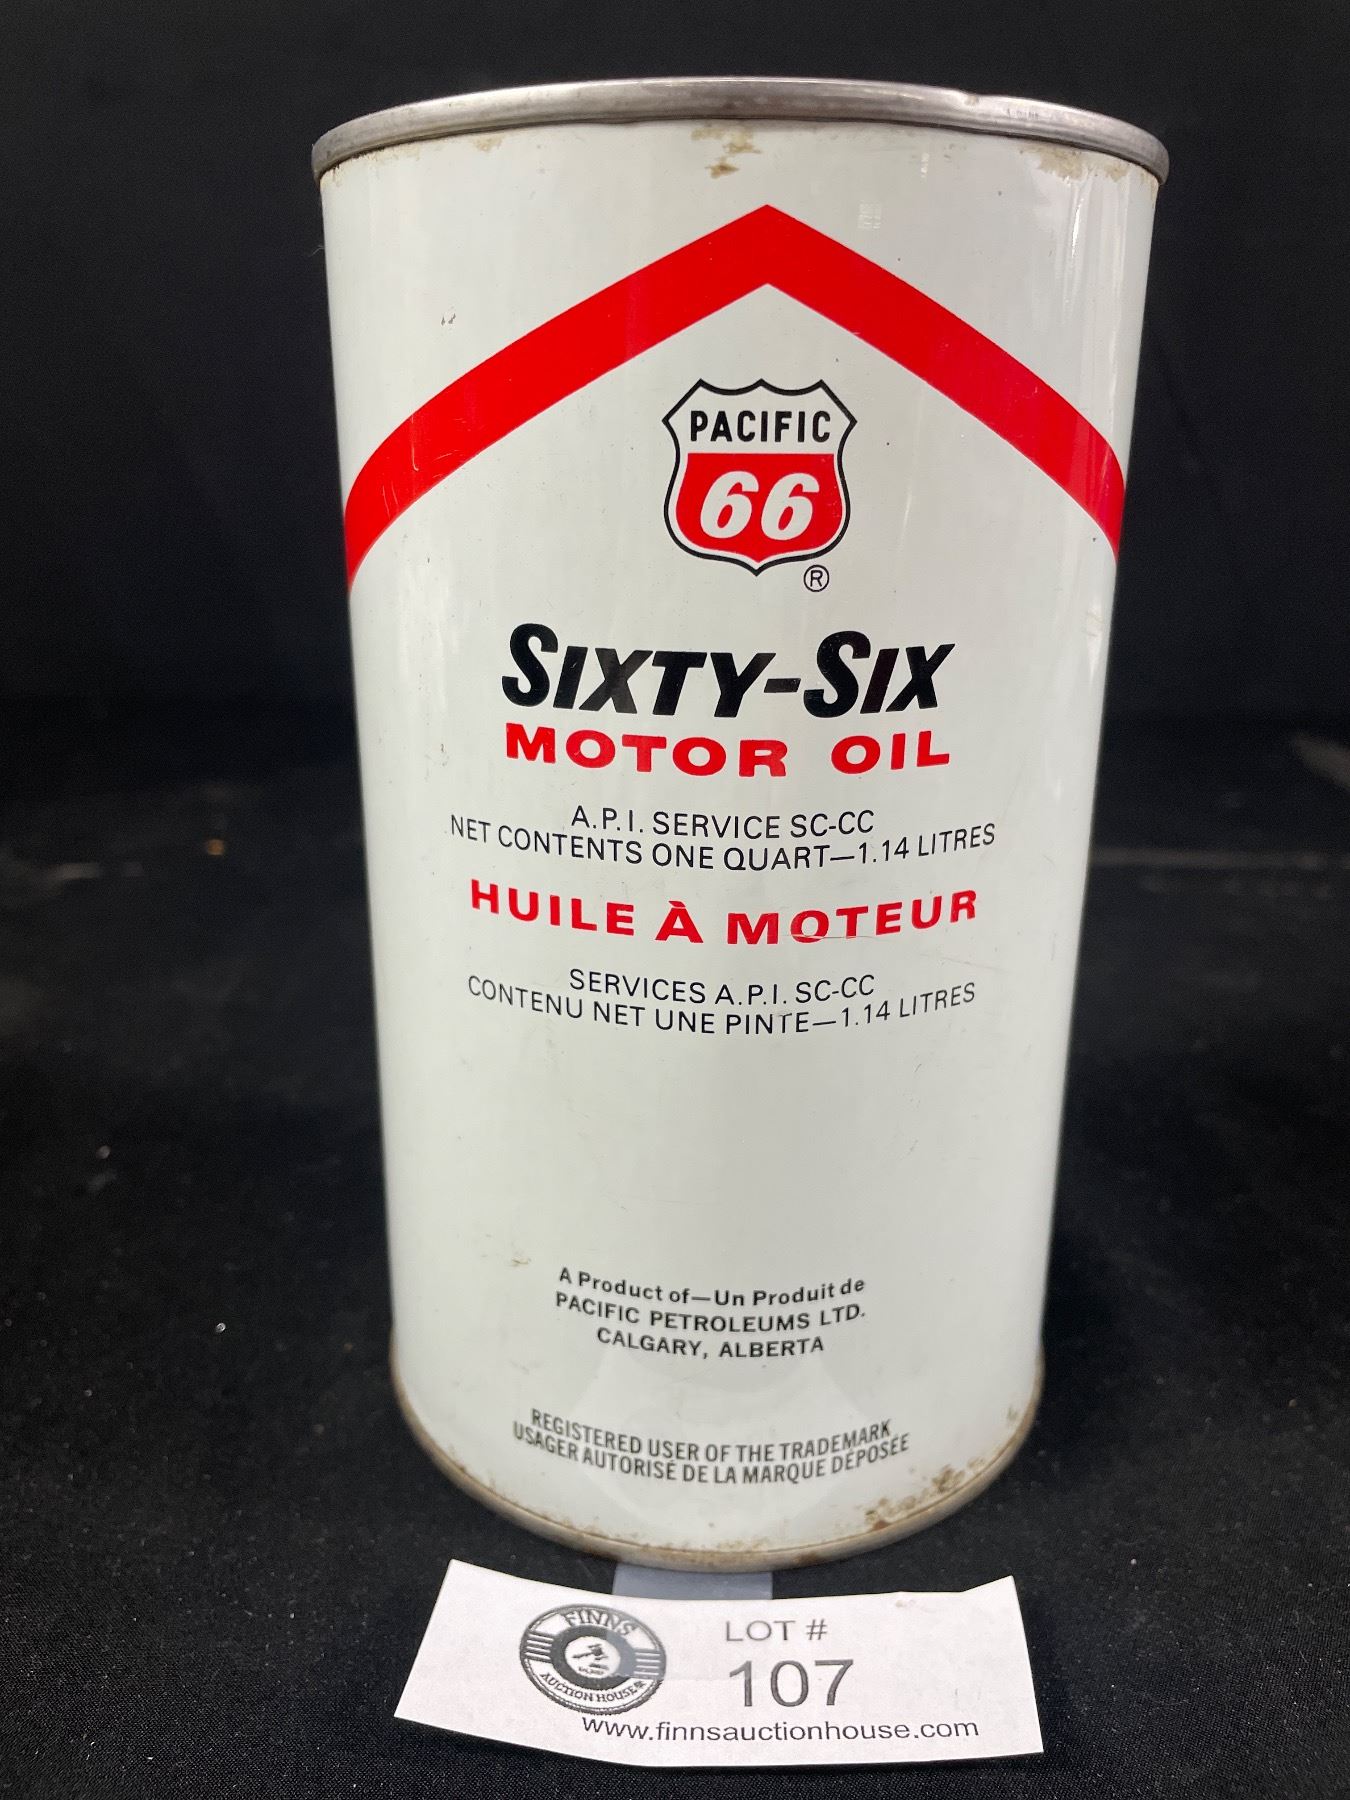 PACIFIC
66
®
SIXTY-SIX
MOTOR OIL
A.P.I. SERVICE SC-CC
NET CONTENTS ONE QUART—1.14 LITRES
HUILE À MOTEUR
SERVICES A.P.I. SC-CC
CONTENU NET UNE PINTE—1.14 LITRES
A Product of—Un Produit de
PACIFIC PETROLEUMS LTD.
CALGARY, ALBERTA
REGISTERED USER OF THE TRADEMARK
USAGER AUTORISÉ DE LA MARQUE DÉPOSÉE
FINNS
AUCTION HOUSE
LOT #
107
www.finnsauctionhouse.com